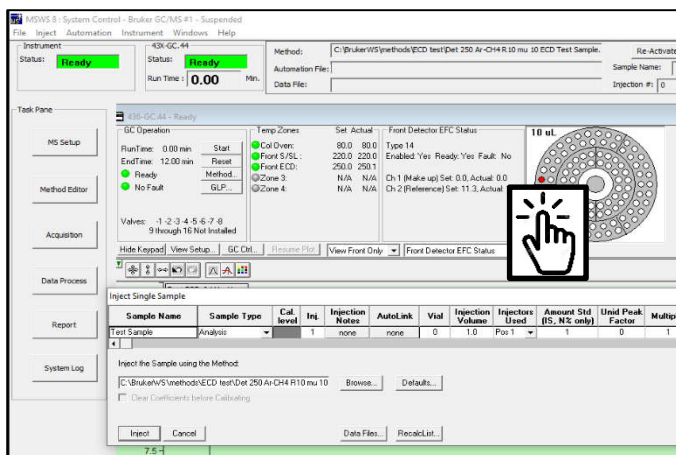 MSWS 8 : System Control - Bruker GC/MS #1 - Suspended
File Inject Automation Instrument Windows Help
Instrument
Status: Ready
43X-GC.44
Status: Ready
Run Time : 0.00 Min.
Method: C:\BrukerWS\methods\ECD test\Det 250 Ar-CH4 R10 mu 10 ECD Test Sample.
Automation File:
Data File:
Re-Activate
Sample Name:
Injection #: 0
Task Pane
MS Setup
Method Editor
Acquisition
Data Process
Report
System Log
436-GC.44 - Ready
GC Operation
RunTime: 0.00 min Start
EndTime: 12.00 min Reset
Ready Method...
No Fault GLP...
Valves: -1 -2 -3 -4 -5 -6 -7 -8
9 through 16 Not Installed
Temp Zones Set Actual
Col Oven: 80.0 80.0
Front S/SL : 220.0 220.0
Front ECD: 250.0 250.1
Zone 3: N/A N/A
Zone 4: N/A N/A
Front Detector EFC Status
Type 14
Enabled: Yes Ready: Yes Fault: No
Ch 1 (Make up) Set: 0.0, Actual: 0.0
Ch 2 (Reference) Set: 11.3, Actual:
10 uL
Hide Keypad View Setup... GC Ctrl... Resume Plot View Front Only Front Detector EFC Status
Inject Single Sample
Sample Name Sample Type Cal. level Inj. Injection Notes AutoLink Vial Injection Volume Injectors Used Amount Std (IS, N% only) Unid Peak Factor Multipl
Test Sample Analysis 1 none none 0 1.0 Pos 1 1 0 1
Inject the Sample using the Method:
C:\BrukerWS\methods\ECD test\Det 250 Ar-CH4 R10 mu 10 Browse... Defaults...
Clear Coefficients before Calibrating
Inject Cancel Data Files... RecalcList...
7.5